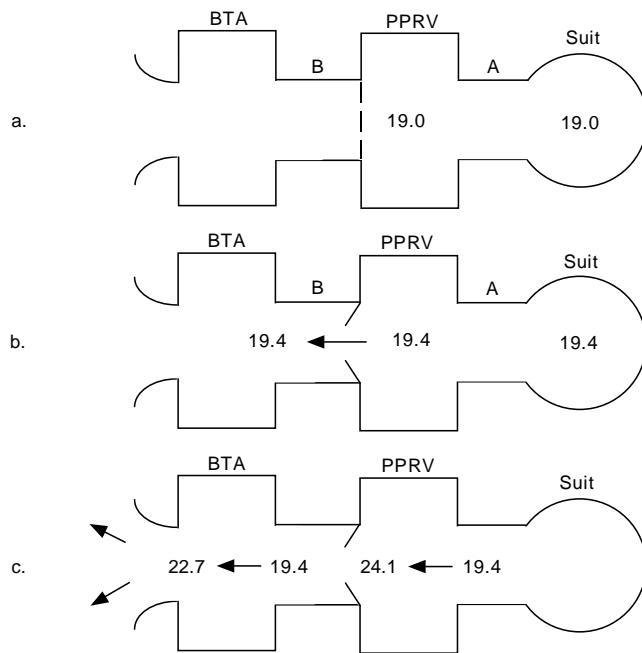 BTA PPRV
B A Suit
a. 19.0 19.0
BTA PPRV
B A Suit
b. 19.4 19.4 19.4
BTA PPRV
Suit
c. 22.7 19.4 24.1 19.4